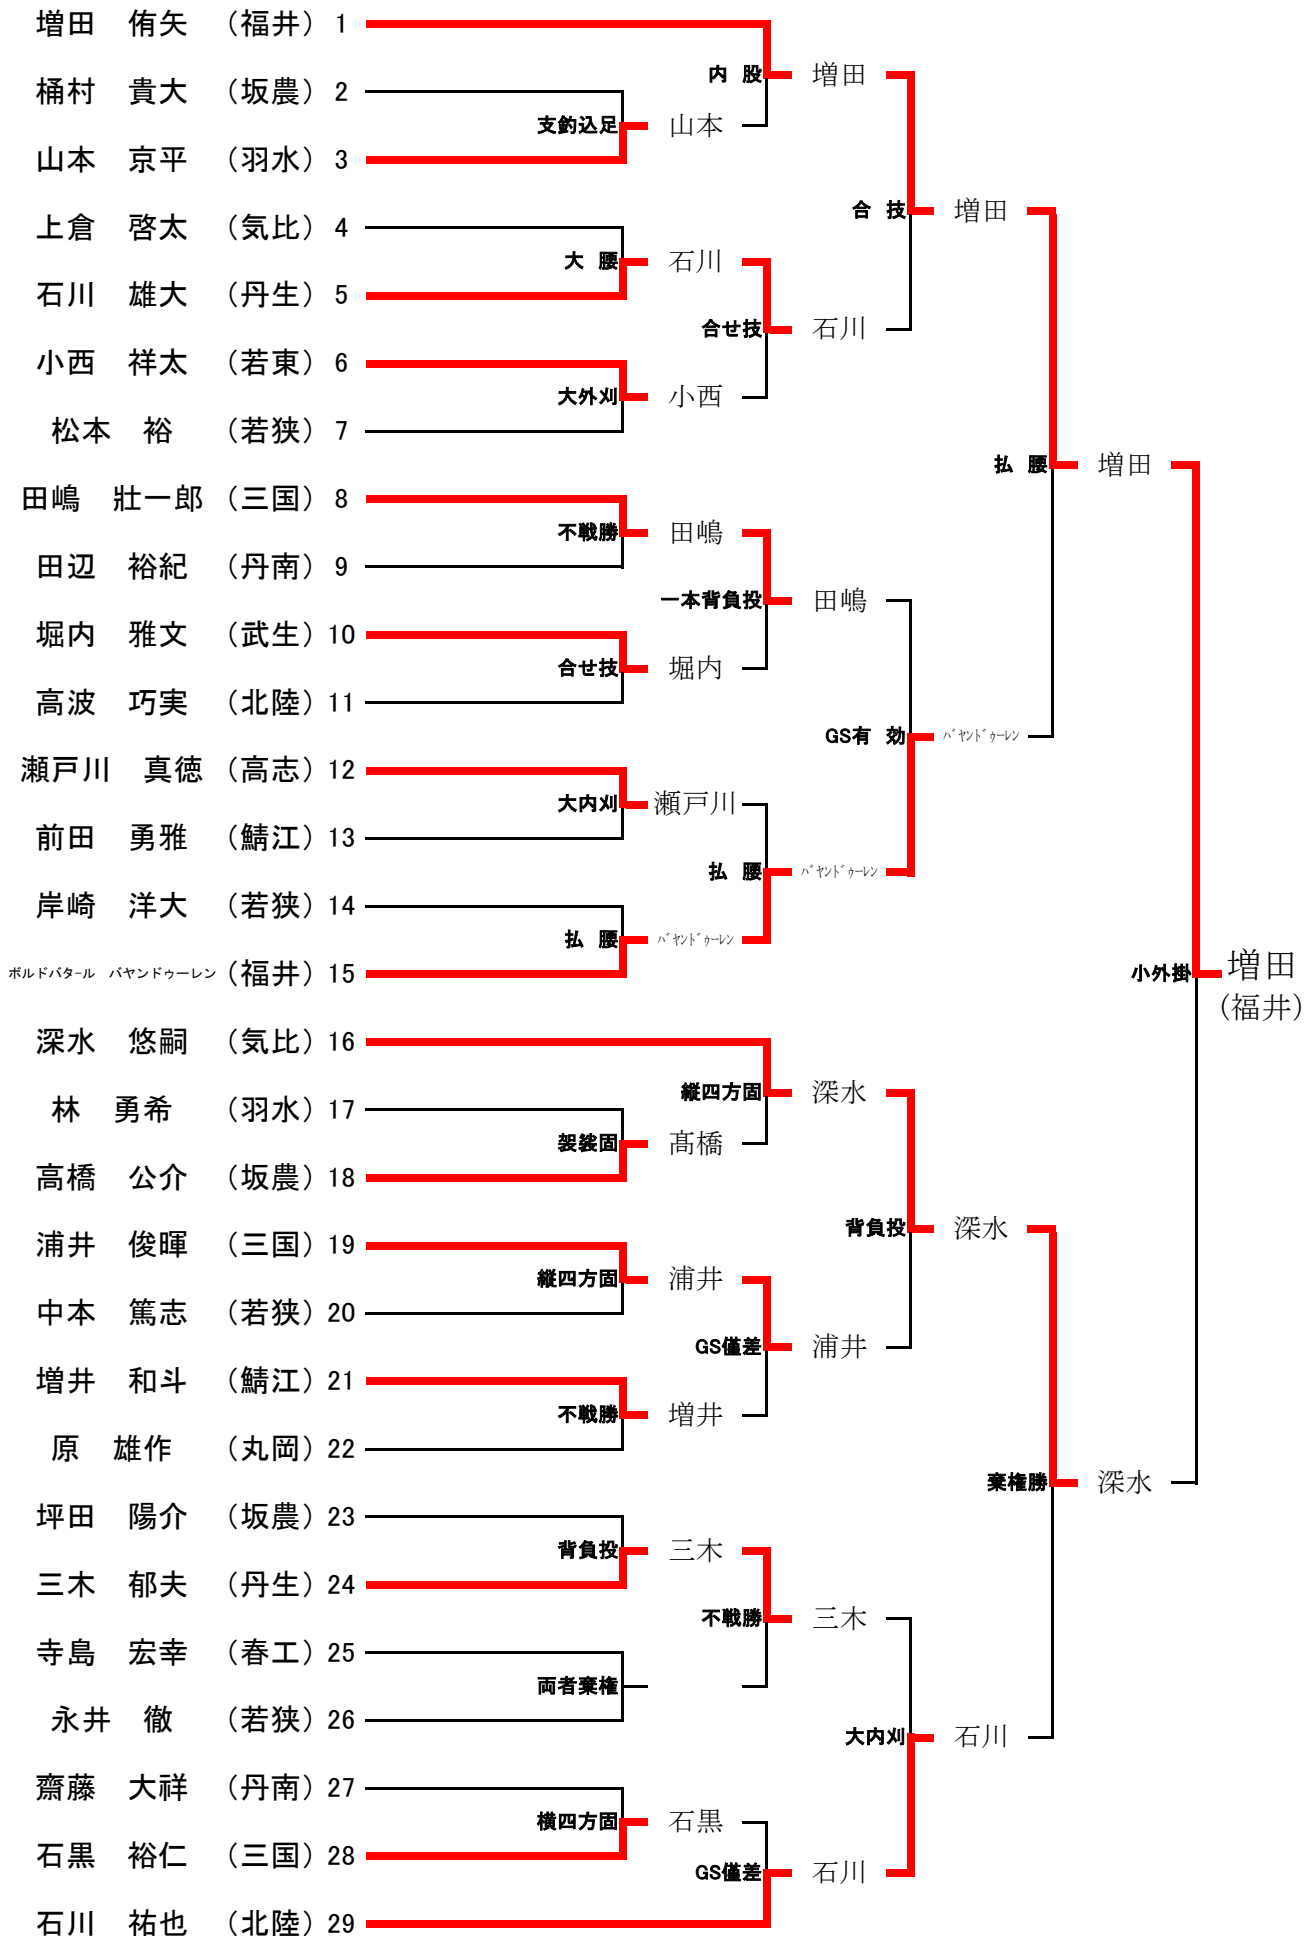 増田　侑矢　（福井）　1
内　股　増田
桶村　貴大　（坂農）　2
支釣込足　山本
山本　京平　（羽水）　3
合　技　増田
上倉　啓太　（気比）　4
大　腰　石川
石川　雄大　（丹生）　5
合せ技　石川
小西　祥太　（若東）　6
大外刈　小西
松本　裕　（若狭）　7
払　腰　増田
田嶋　壮一郎　（三国）　8
不戦勝　田嶋
田辺　裕紀　（丹南）　9
一本背負投　田嶋
堀内　雅文　（武生）　10
合せ技　堀内
高波　巧実　（北陸）　11
GS有　効　バヤンドゥーレン
瀬戸川　真徳　（高志）　12
大内刈　瀬戸川
前田　勇雅　（鯖江）　13
払　腰　バヤンドゥーレン
岸崎　洋大　（若狭）　14
払　腰　バヤンドゥーレン
ボルドバタール　バヤンドゥーレン　（福井）　15
小外掛　増田
（福井）
深水　悠嗣　（気比）　16
縦四方固　深水
林　勇希　（羽水）　17
袈裟固　髙橋
高橋　公介　（坂農）　18
背負投　深水
浦井　俊暉　（三国）　19
縦四方固　浦井
中本　篤志　（若狭）　20
GS僅差　浦井
増井　和斗　（鯖江）　21
不戦勝　増井
原　雄作　（丸岡）　22
棄権勝　深水
坪田　陽介　（坂農）　23
背負投　三木
三木　郁夫　（丹生）　24
不戦勝　三木
寺島　宏幸　（春工）　25
両者棄権
永井　徹　（若狭）　26
大内刈　石川
齋藤　大祥　（丹南）　27
横四方固　石黒
石黒　裕仁　（三国）　28
GS僅差　石川
石川　祐也　（北陸）　29